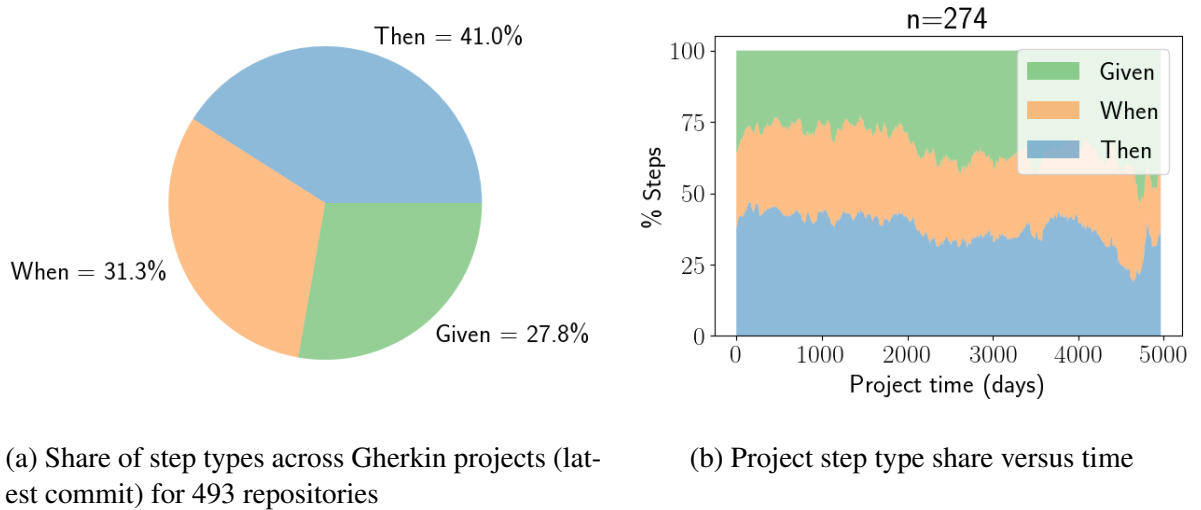 Then = 41.0%
When = 31.3%
Given = 27.8%
(a) Share of step types across Gherkin projects (lat-
est commit) for 493 repositories
n=274
100
75
50
25
0
% Steps
Given
When
Then
0 1000 2000 3000 4000 5000
Project time (days)
(b) Project step type share versus time